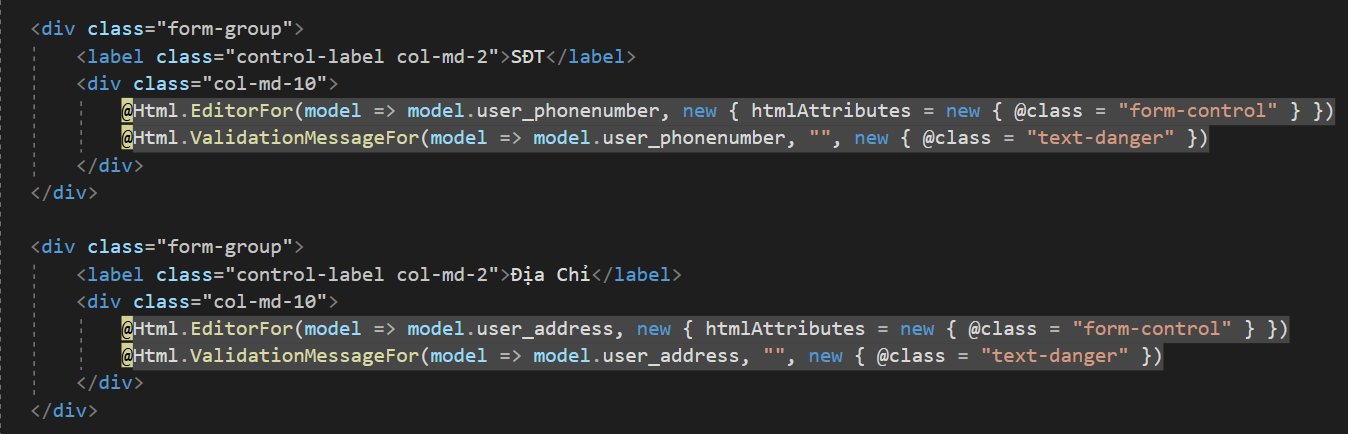 <div class="form-group">
<label class="control-label col-md-2">SĐT</label>
<div class="col-md-10">
@Html.EditorFor(model => model.user_phonenumber, new { htmlAttributes = new { @class = "form-control" } })
@Html.ValidationMessageFor(model => model.user_phonenumber, "", new { @class = "text-danger" })
</div>
</div>
<div class="form-group">
<label class="control-label col-md-2">Địa Chỉ</label>
<div class="col-md-10">
@Html.EditorFor(model => model.user_address, new { htmlAttributes = new { @class = "form-control" } })
@Html.ValidationMessageFor(model => model.user_address, "", new { @class = "text-danger" })
</div>
</div>